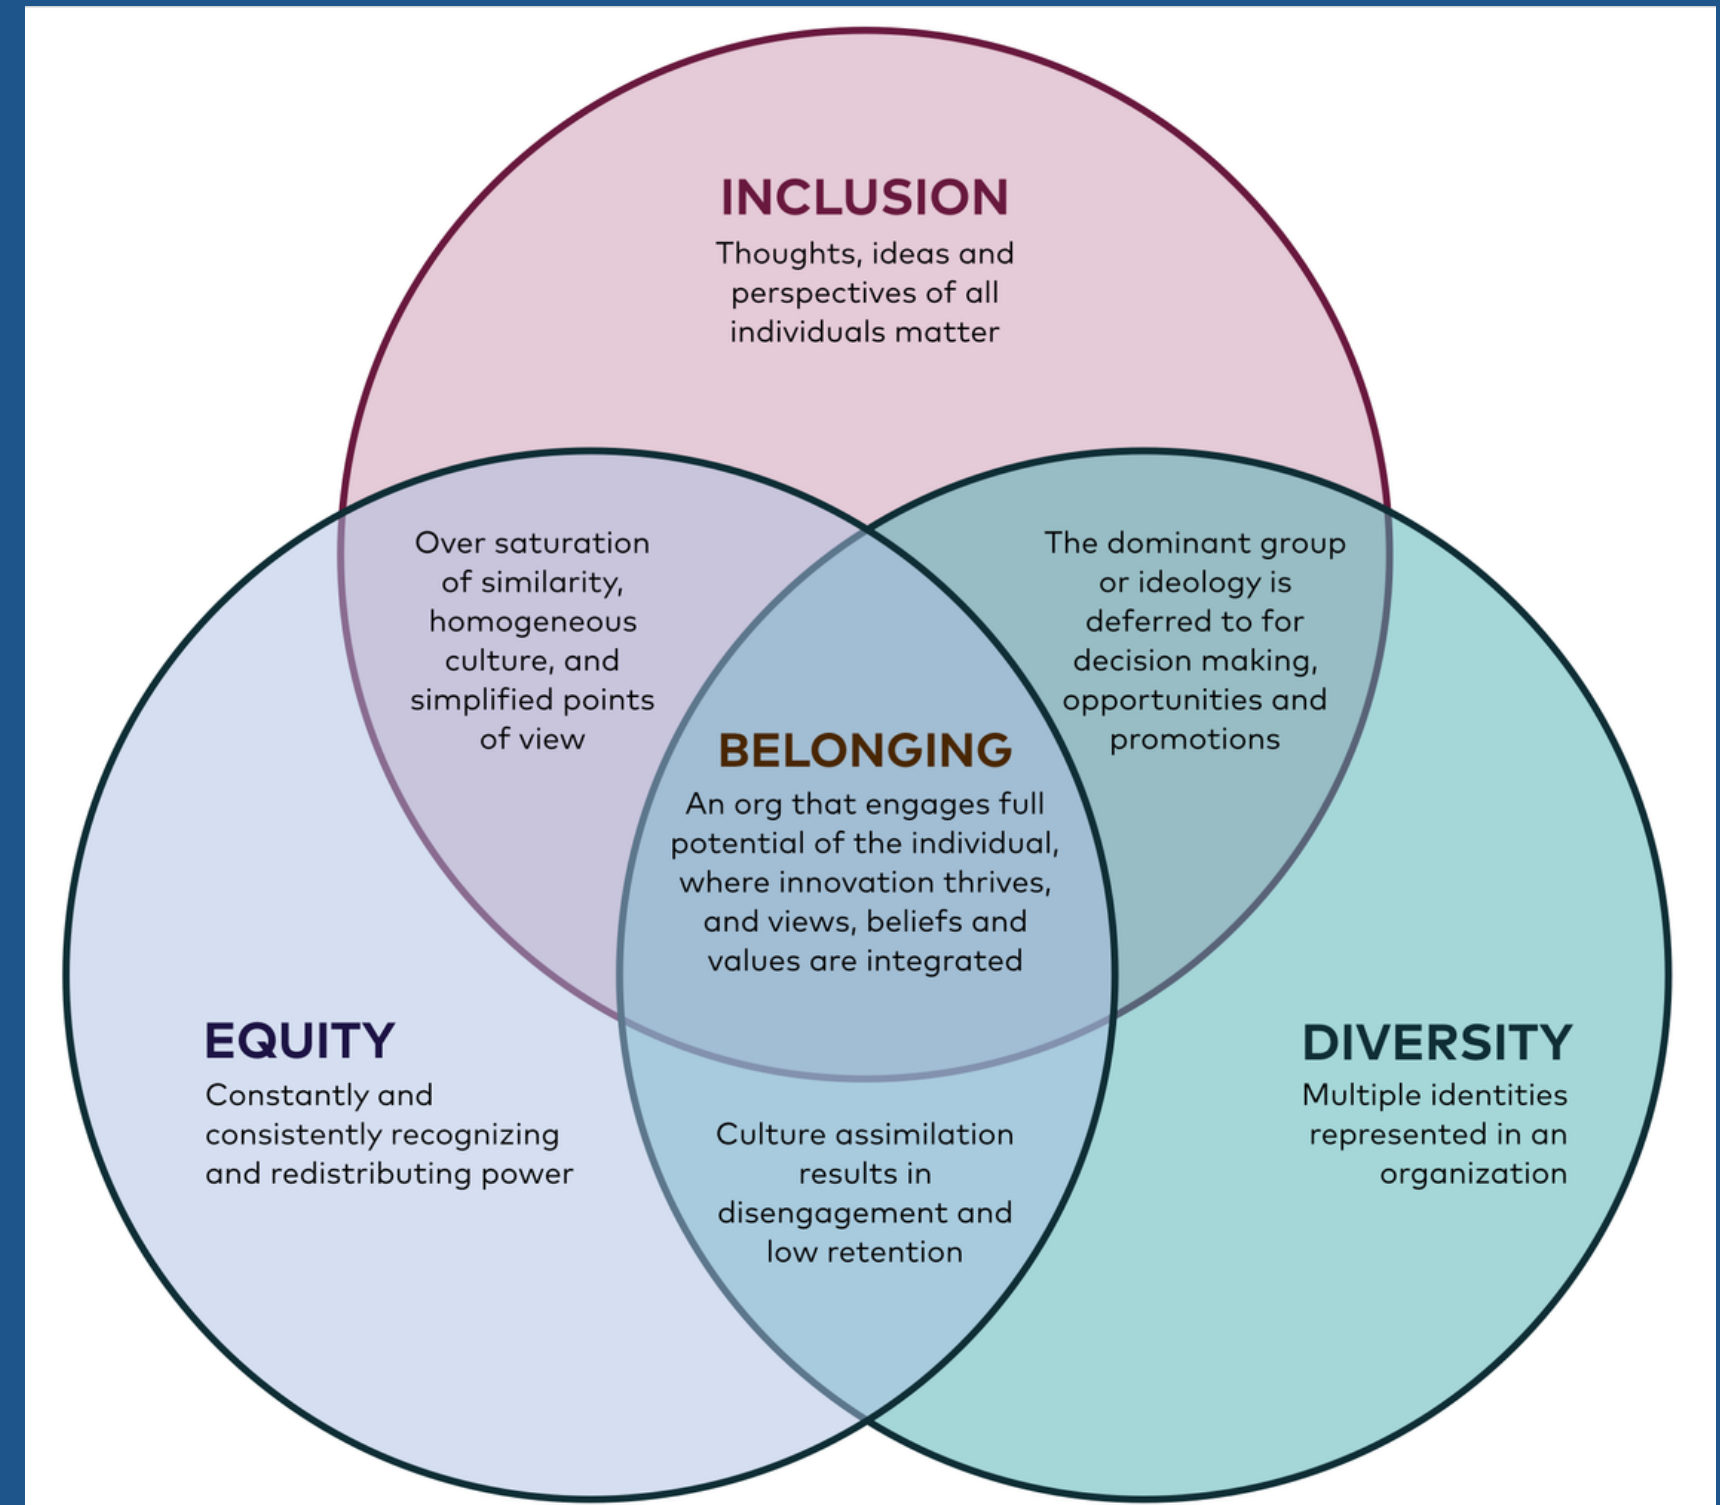 INCLUSION
Thoughts, ideas and
perspectives of all
individuals matter
Over saturation
of similarity,
homogeneous
culture, and
simplified points
of view
The dominant group
or ideology is
deferred to for
decision making,
opportunities and
promotions
BELONGING
An org that engages full
potential of the individual,
where innovation thrives,
and views, beliefs and
values are integrated
EQUITY
Constantly and
consistently recognizing
and redistributing power
DIVERSITY
Multiple identities
represented in an
organization
Culture assimilation
results in
disengagement and
low retention